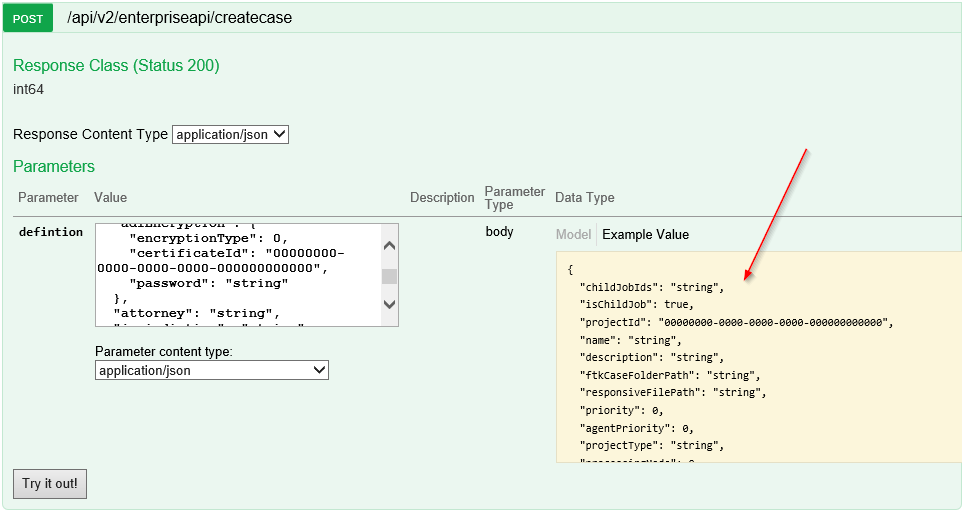 POST /api/v2/enterpriseapi/createcase
Response Class (Status 200)
int64
Response Content Type application/json
Parameters
Parameter Value Description Parameter Type Data Type
defintion
"encryptionType": 0,
"certificateId": "00000000-
0000-0000-0000-000000000000",
"password": "string"
},
"attorney": "string",
Parameter content type:
application/json
body
Model Example Value
{
"childJobIds": "string",
"isChildJob": true,
"projectId": "00000000-0000-0000-0000-000000000000",
"name": "string",
"description": "string",
"ftkCaseFolderPath": "string",
"responsiveFilePath": "string",
"priority": 0,
"agentPriority": 0,
"projectType": "string",
Try it out!